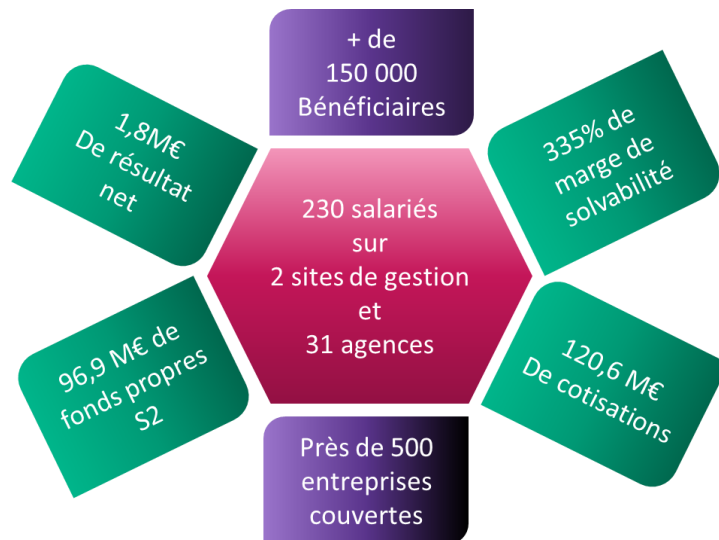 + de
150 000
Bénéficiaires
1,8M€
De résultat
net
335% de
marge de
solvabilité
230 salariés
sur
2 sites de gestion
et
31 agences
96,9 M€ de
fonds propres
S2
120,6 M€
De cotisations
Près de 500
entreprises
couvertes